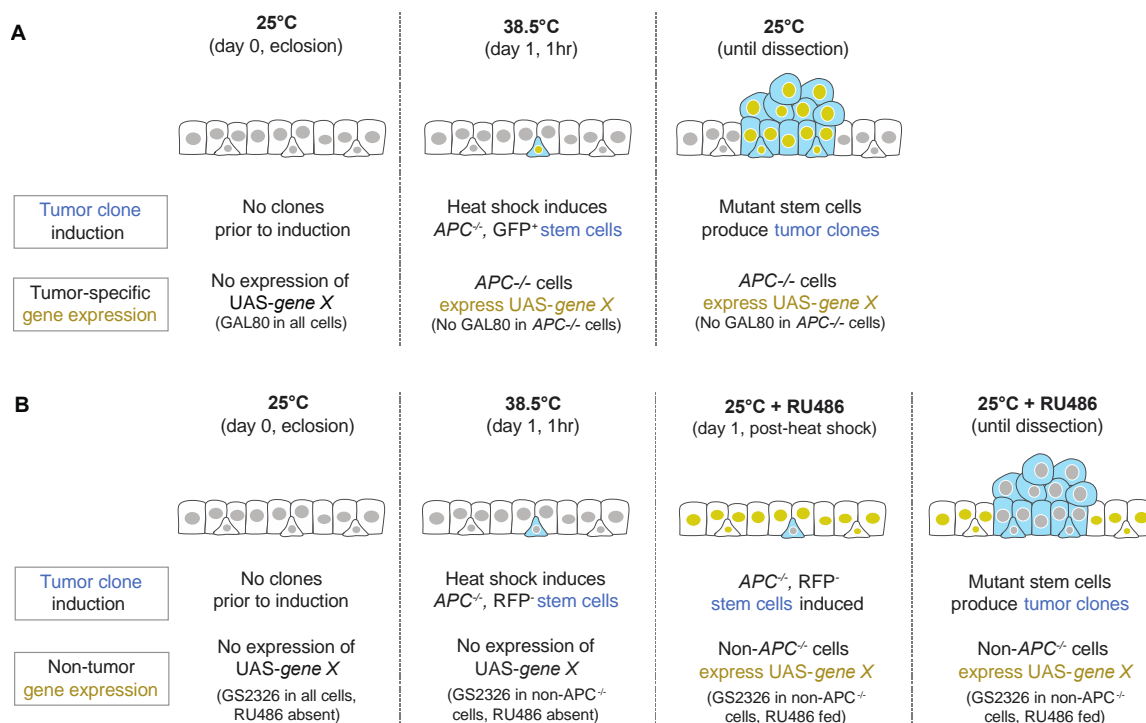 A
25°C
(day 0, eclosion)
38.5°C
(day 1, 1hr)
25°C
(until dissection)
Tumor clone
induction
No clones
prior to induction
Heat shock induces
APC-/-, GFP+ stem cells
Mutant stem cells
produce tumor clones
Tumor-specific
gene expression
No expression of
UAS-gene X
(GAL80 in all cells)
APC-/- cells
express UAS-gene X
(No GAL80 in APC-/- cells)
APC-/- cells
express UAS-gene X
(No GAL80 in APC-/- cells)
B
25°C
(day 0, eclosion)
38.5°C
(day 1, 1hr)
25°C + RU486
(day 1, post-heat shock)
25°C + RU486
(until dissection)
Tumor clone
induction
No clones
prior to induction
Heat shock induces
APC-/-, RFP- stem cells
APC-/-, RFP-
stem cells induced
Mutant stem cells
produce tumor clones
Non-tumor
gene expression
No expression of
UAS-gene X
(GS2326 in all cells,
RU486 absent)
No expression of
UAS-gene X
(GS2326 in non-APC-/-
cells, RU486 absent)
Non-APC-/- cells
express UAS-gene X
(GS2326 in non-APC-/-
cells, RU486 fed)
Non-APC-/- cells
express UAS-gene X
(GS2326 in non-APC-/-
cells, RU486 fed)